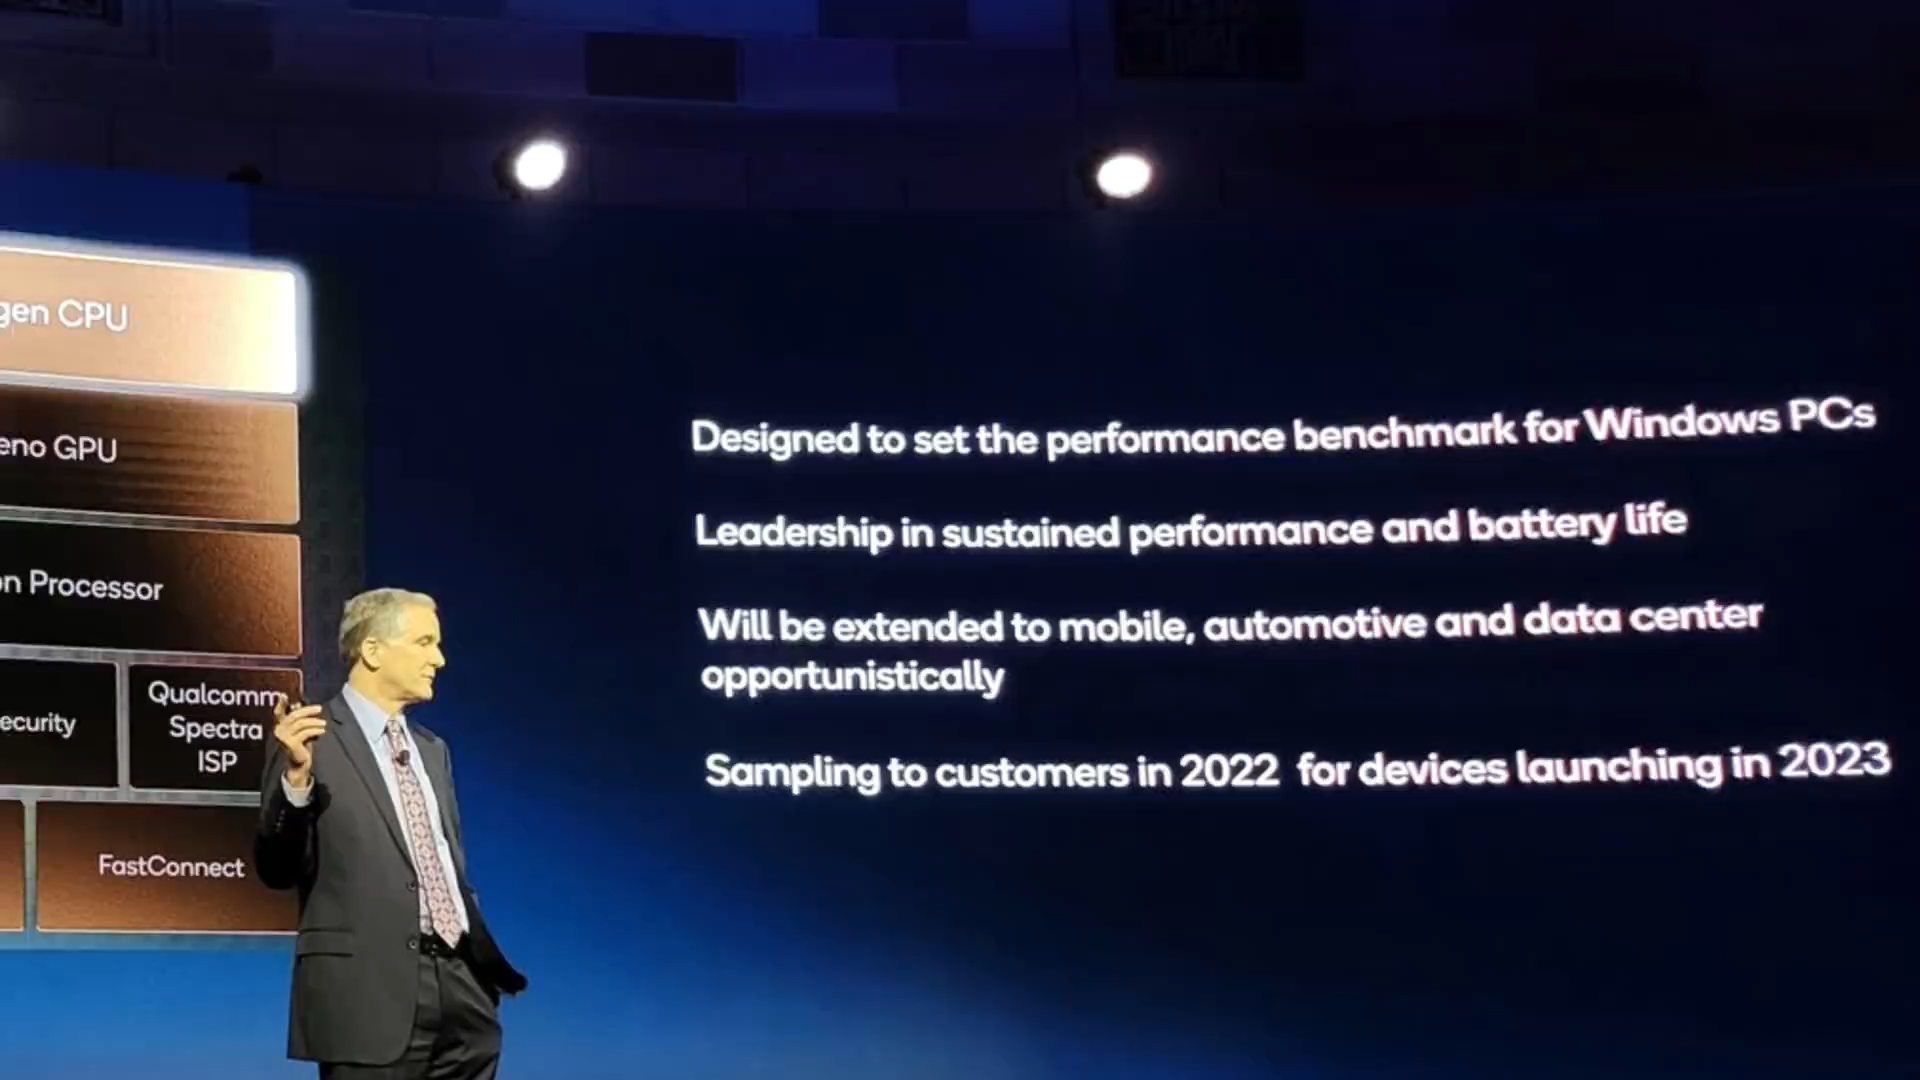 gen CPU
eno GPU
on Processor
ecurity
Qualcomm
Spectra
ISP
FastConnect
Designed to set the performance benchmark for Windows PCs
Leadership in sustained performance and battery life
Will be extended to mobile, automotive and data center
opportunistically
Sampling to customers in 2022 for devices launching in 2023